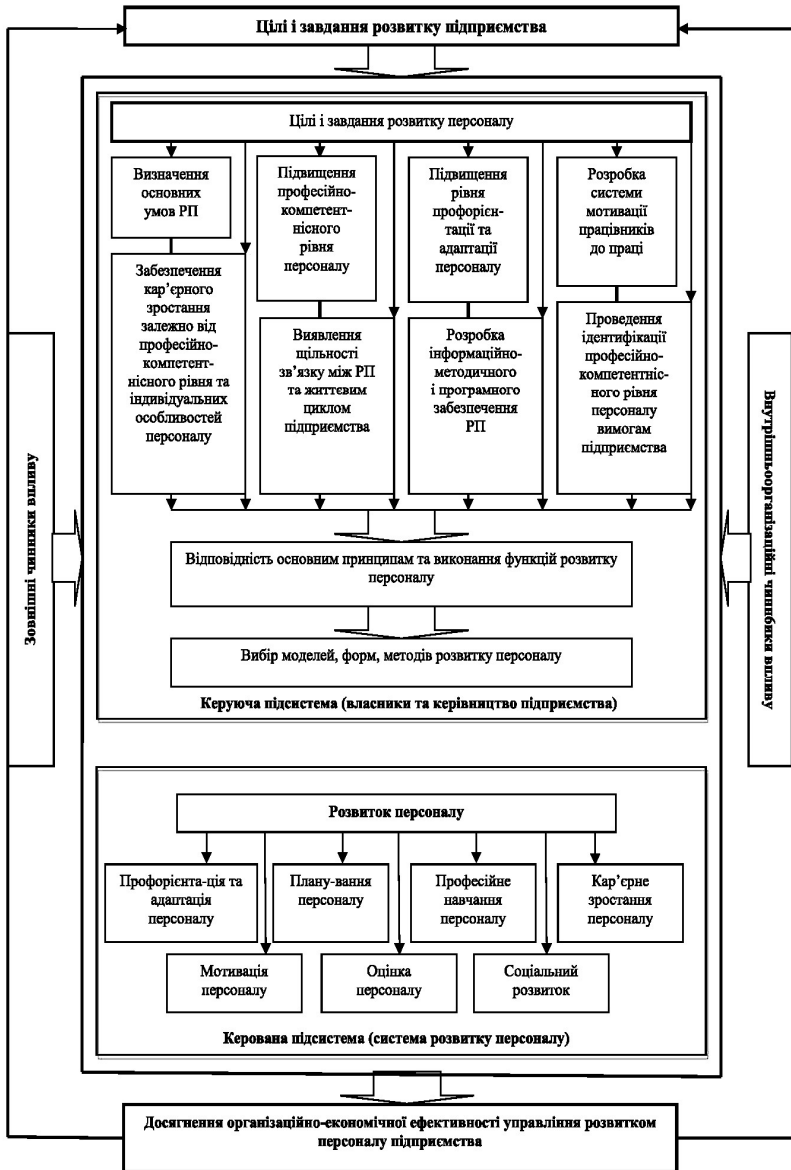 Цілі і завдання розвитку підприємства
Цілі і завдання розвитку персоналу
Визначення
основних
умов РП
Підвищення
професійно-
компетент-
нісного
рівня
персоналу
Підвищення
рівня
профорієн-
тації та
адаптації
персоналу
Розробка
системи
мотивації
працівників
до праці
Забезпечення
кар’єрного
зростання
залежно від
професійно-
компетент-
нісного рівня та
індивідуальних
особливостей
персоналу
Виявлення
щільності
зв’язку між РП
та життєвим
циклом
підприємства
Розробка
інформаційно-
методичного
і програмного
забезпечення
РП
Проведення
ідентифікації
професійно-
компетентніс-
ного рівня
персоналу
вимогам
підприємства
Відповідність основним принципам та виконання функцій розвитку
персоналу
Вибір моделей, форм, методів розвитку персоналу
Керуюча підсистема (власники та керівництво підприємства)
Зовнішні чинники впливу
Внутрішньоорганізаційні чиннбики впливу
Розвиток персоналу
Профорієнта-ція та
адаптація
персоналу
Плану-вання
персоналу
Професійне
навчання
персоналу
Кар’єрне
зростання
персоналу
Мотивація
персоналу
Оцінка
персоналу
Соціальний
розвиток
Керована підсистема (система розвитку персоналу)
Досягнення організаційно-економічної ефективності управління розвитком
персоналу підприємства